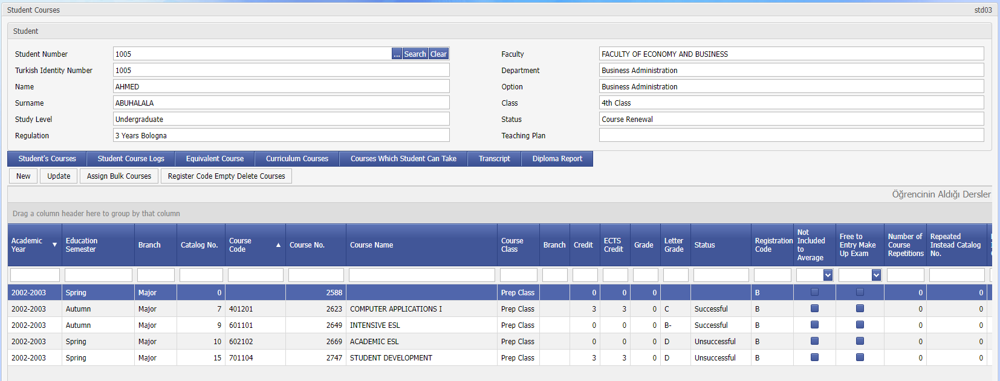 Student Courses std03
Student
Student Number 1005 ... Search Clear Faculty FACULTY OF ECONOMY AND BUSINESS
Turkish Identity Number 1005 Department Business Administration
Name AHMED Option Business Administration
Surname ABUHALALA Class 4th Class
Study Level Undergraduate Status Course Renewal
Regulation 3 Years Bologna Teaching Plan
Student's Courses Student Course Logs Equivalent Course Curriculum Courses Courses Which Student Can Take Transcript Diploma Report
New Update Assign Bulk Courses Register Code Empty Delete Courses
Öğrencinin Aldığı Dersler
Drag a column header here to group by that column
Academic Year Education Semester Branch Catalog No. Course Code Course No. Course Name Course Class Branch Credit ECTS Credit Grade Letter Grade Status Registration Code Not Included to Average Free to Entry Make Up Exam Number of Course Repetitions Repeated Instead Catalog No.
2002-2003 Spring Major 0 2588 Prep Class 0 0 0 B 0 0
2002-2003 Autumn Major 7 401201 2623 COMPUTER APPLICATIONS I Prep Class 3 3 0 C Successful B 0 0
2002-2003 Autumn Major 9 601101 2649 INTENSIVE ESL Prep Class 0 0 0 B- Successful B 0 0
2002-2003 Spring Major 10 602102 2669 ACADEMIC ESL Prep Class 0 0 0 D Unsuccessful B 0 0
2002-2003 Spring Major 15 701104 2747 STUDENT DEVELOPMENT Prep Class 3 3 0 D Unsuccessful B 0 0